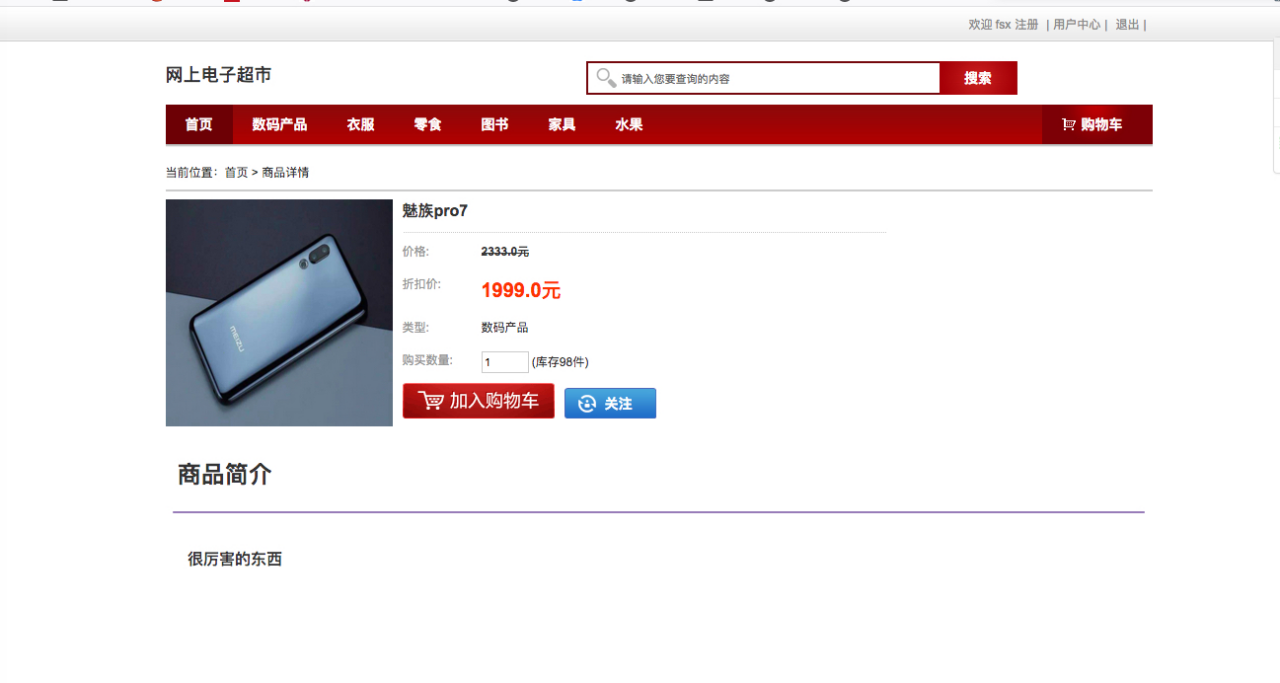 欢迎 fsx 注册 | 用户中心 | 退出 |
网上电子超市
请输入您要查询的内容 搜索
首页 数码产品 衣服 零食 图书 家具 水果 购物车
当前位置：首页 > 商品详情
魅族pro7
价格: 2333.0元
折扣价: 1999.0元
类型: 数码产品
购买数量: 1 (库存98件)
加入购物车 关注
MEIZU
商品简介
很厉害的东西